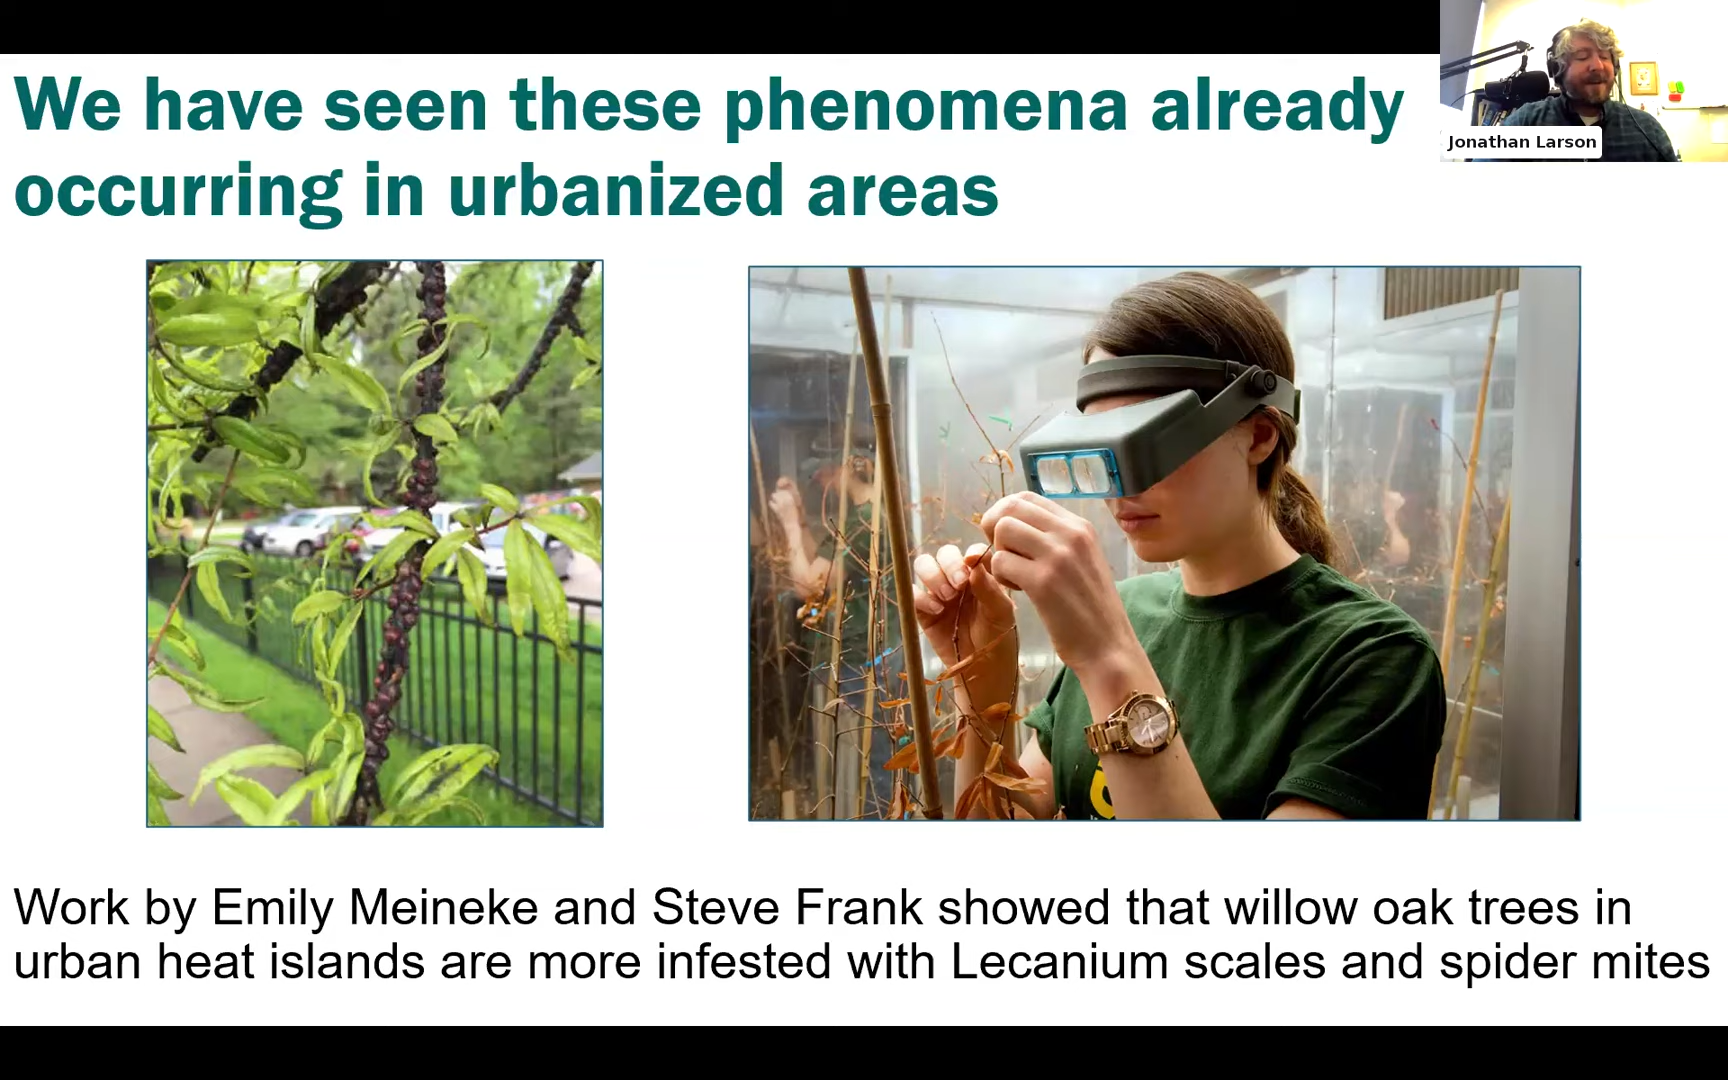 We have seen these phenomena already
occurring in urbanized areas
Jonathan Larson
Work by Emily Meineke and Steve Frank showed that willow oak trees in
urban heat islands are more infested with Lecanium scales and spider mites